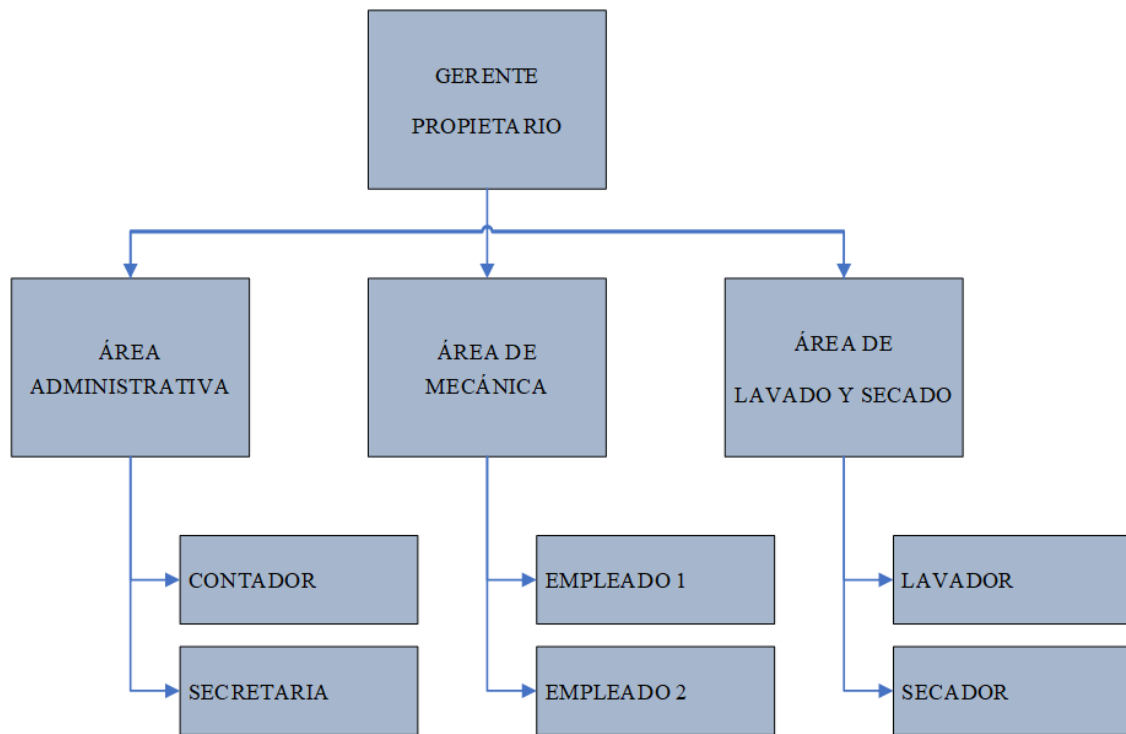 GERENTE
PROPIETARIO
ÁREA
ADMINISTRATIVA
ÁREA DE
MECÁNICA
ÁREA DE
LAVADO Y SECADO
CONTADOR
EMPLEADO 1
LAVADOR
SECRETARIA
EMPLEADO 2
SECADOR